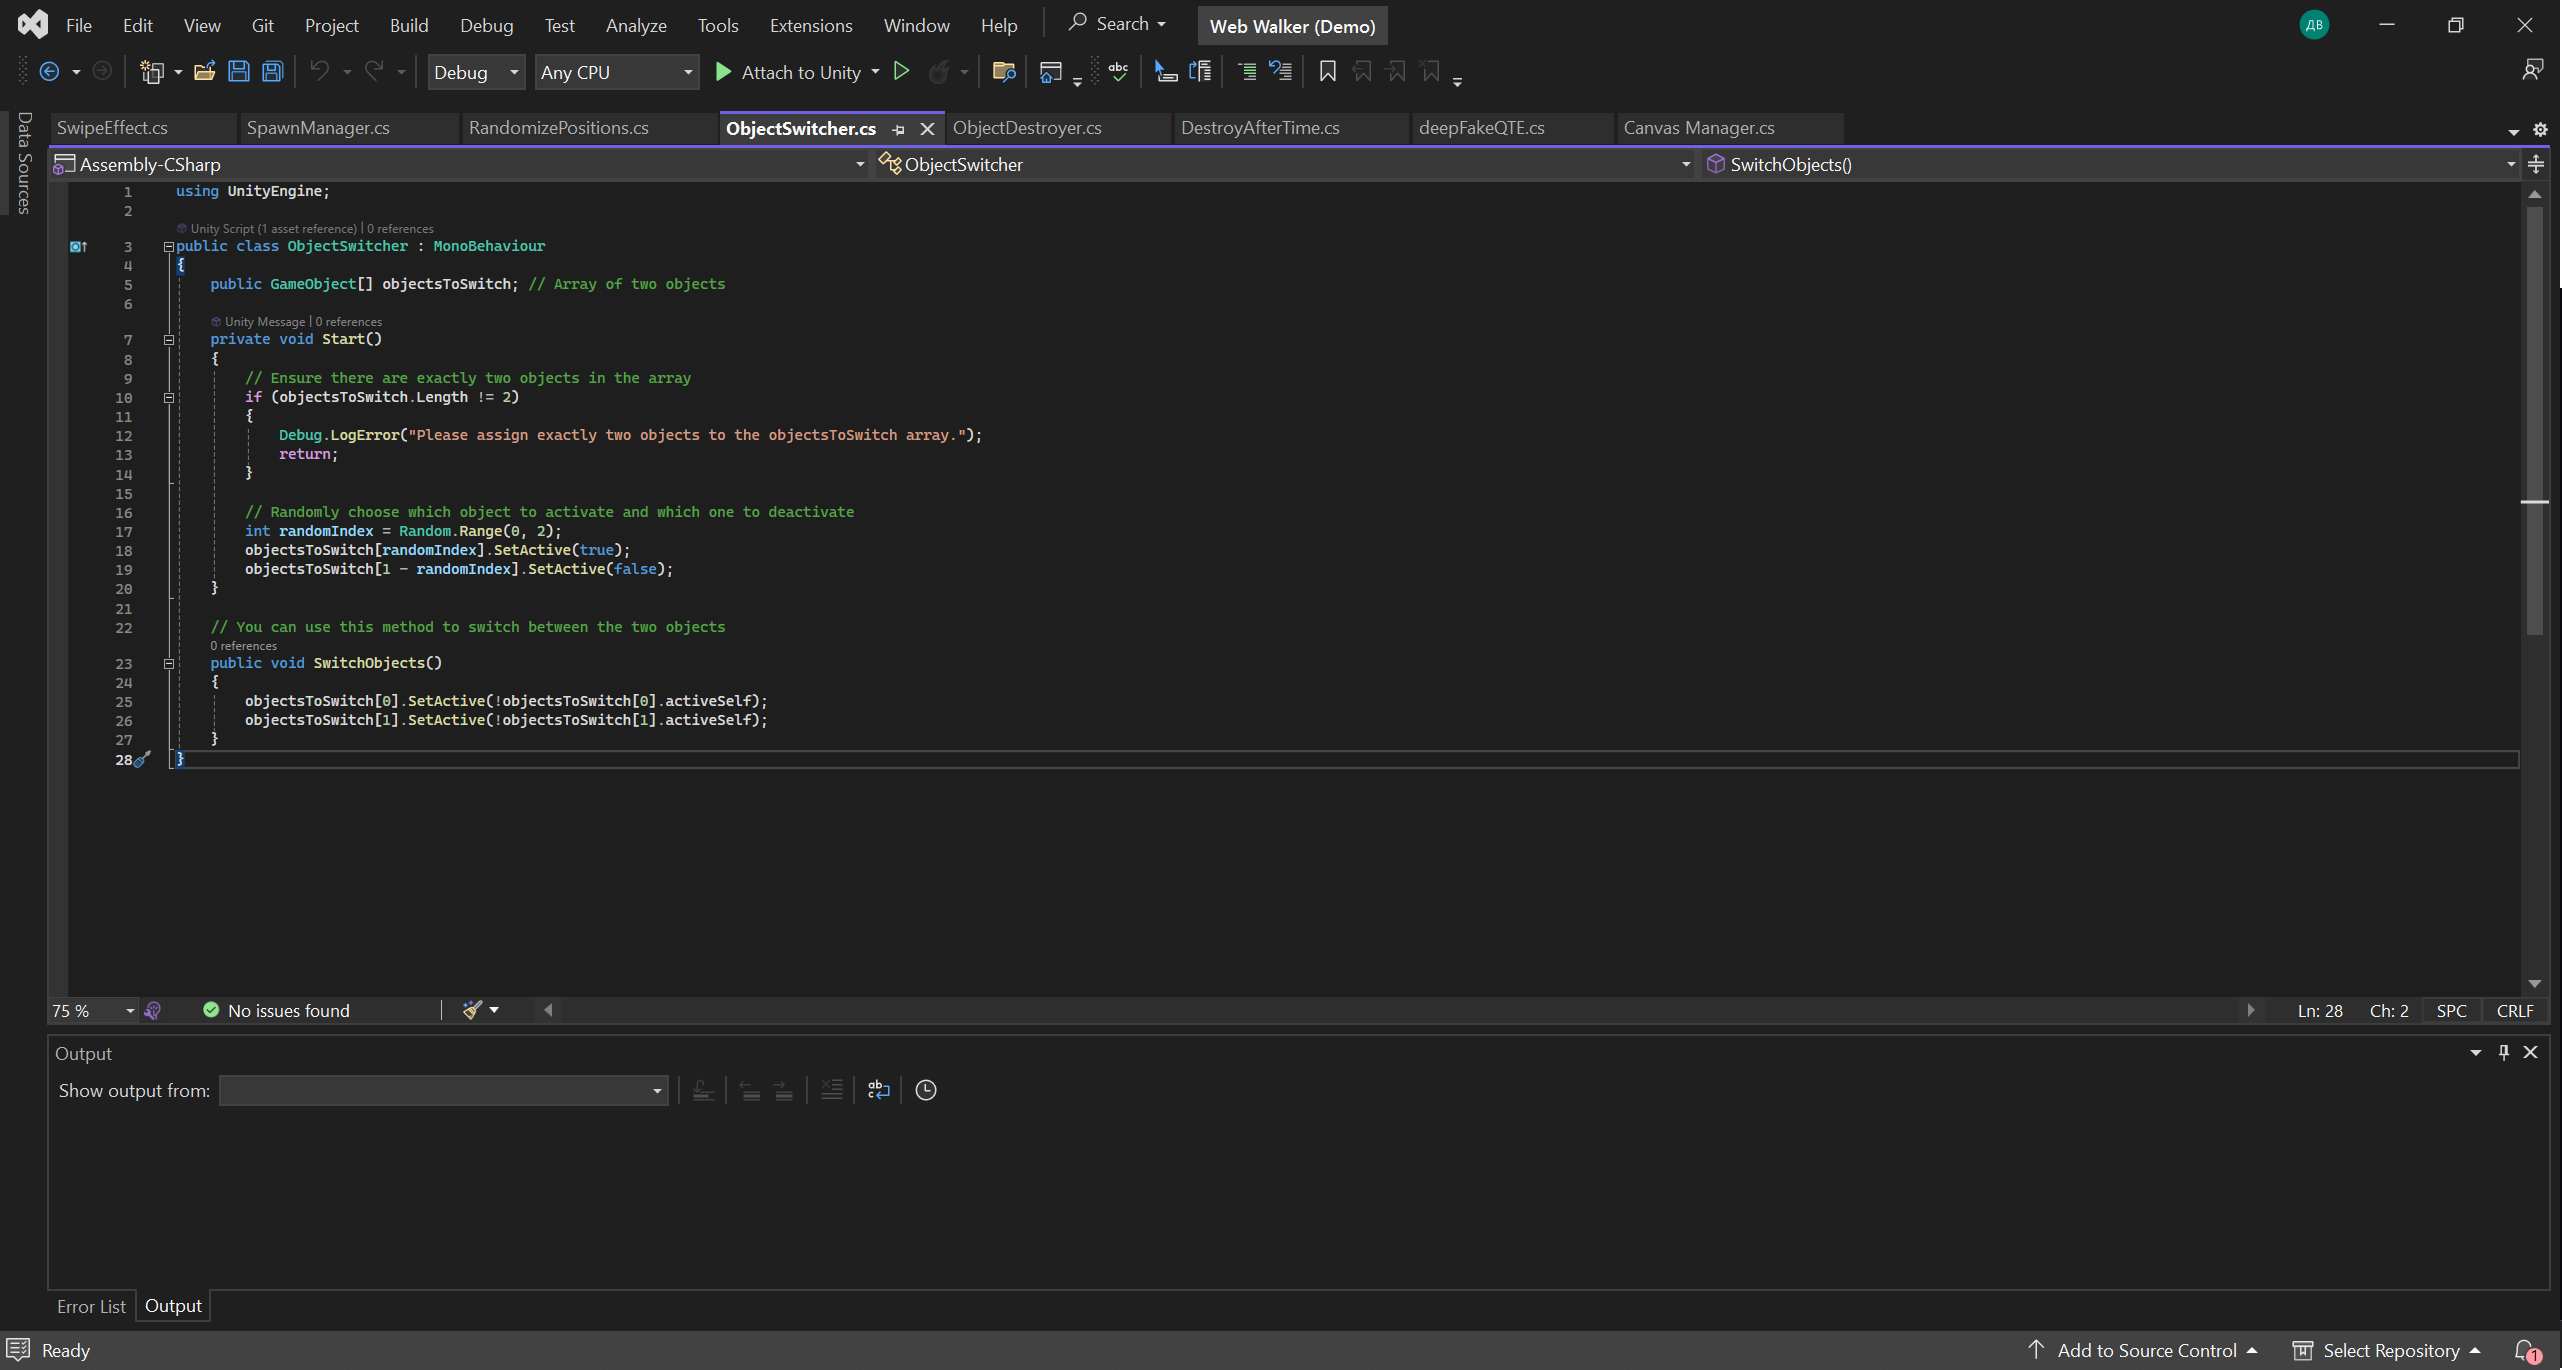 File Edit View Git Project Build Debug Test Analyze Tools Extensions Window Help Search Web Walker (Demo) ДВ
Debug Any CPU Attach to Unity
Data Sources
SwipeEffect.cs SpawnManager.cs RandomizePositions.cs ObjectSwitcher.cs ObjectDestroyer.cs DestroyAfterTime.cs deepFakeQTE.cs Canvas Manager.cs
Assembly-CSharp ObjectSwitcher SwitchObjects()
1 using UnityEngine;
2
Unity Script (1 asset reference) | 0 references
3 public class ObjectSwitcher : MonoBehaviour
4 {
5 public GameObject[] objectsToSwitch; // Array of two objects
6
Unity Message | 0 references
7 private void Start()
8 {
9 // Ensure there are exactly two objects in the array
10 if (objectsToSwitch.Length != 2)
11 {
12 Debug.LogError("Please assign exactly two objects to the objectsToSwitch array.");
13 return;
14 }
15
16 // Randomly choose which object to activate and which one to deactivate
17 int randomIndex = Random.Range(0, 2);
18 objectsToSwitch[randomIndex].SetActive(true);
19 objectsToSwitch[1 - randomIndex].SetActive(false);
20 }
21
22 // You can use this method to switch between the two objects
0 references
23 public void SwitchObjects()
24 {
25 objectsToSwitch[0].SetActive(!objectsToSwitch[0].activeSelf);
26 objectsToSwitch[1].SetActive(!objectsToSwitch[1].activeSelf);
27 }
28 }
75 % No issues found Ln: 28 Ch: 2 SPC CRLF
Output
Show output from:
Error List Output
Ready Add to Source Control Select Repository 1